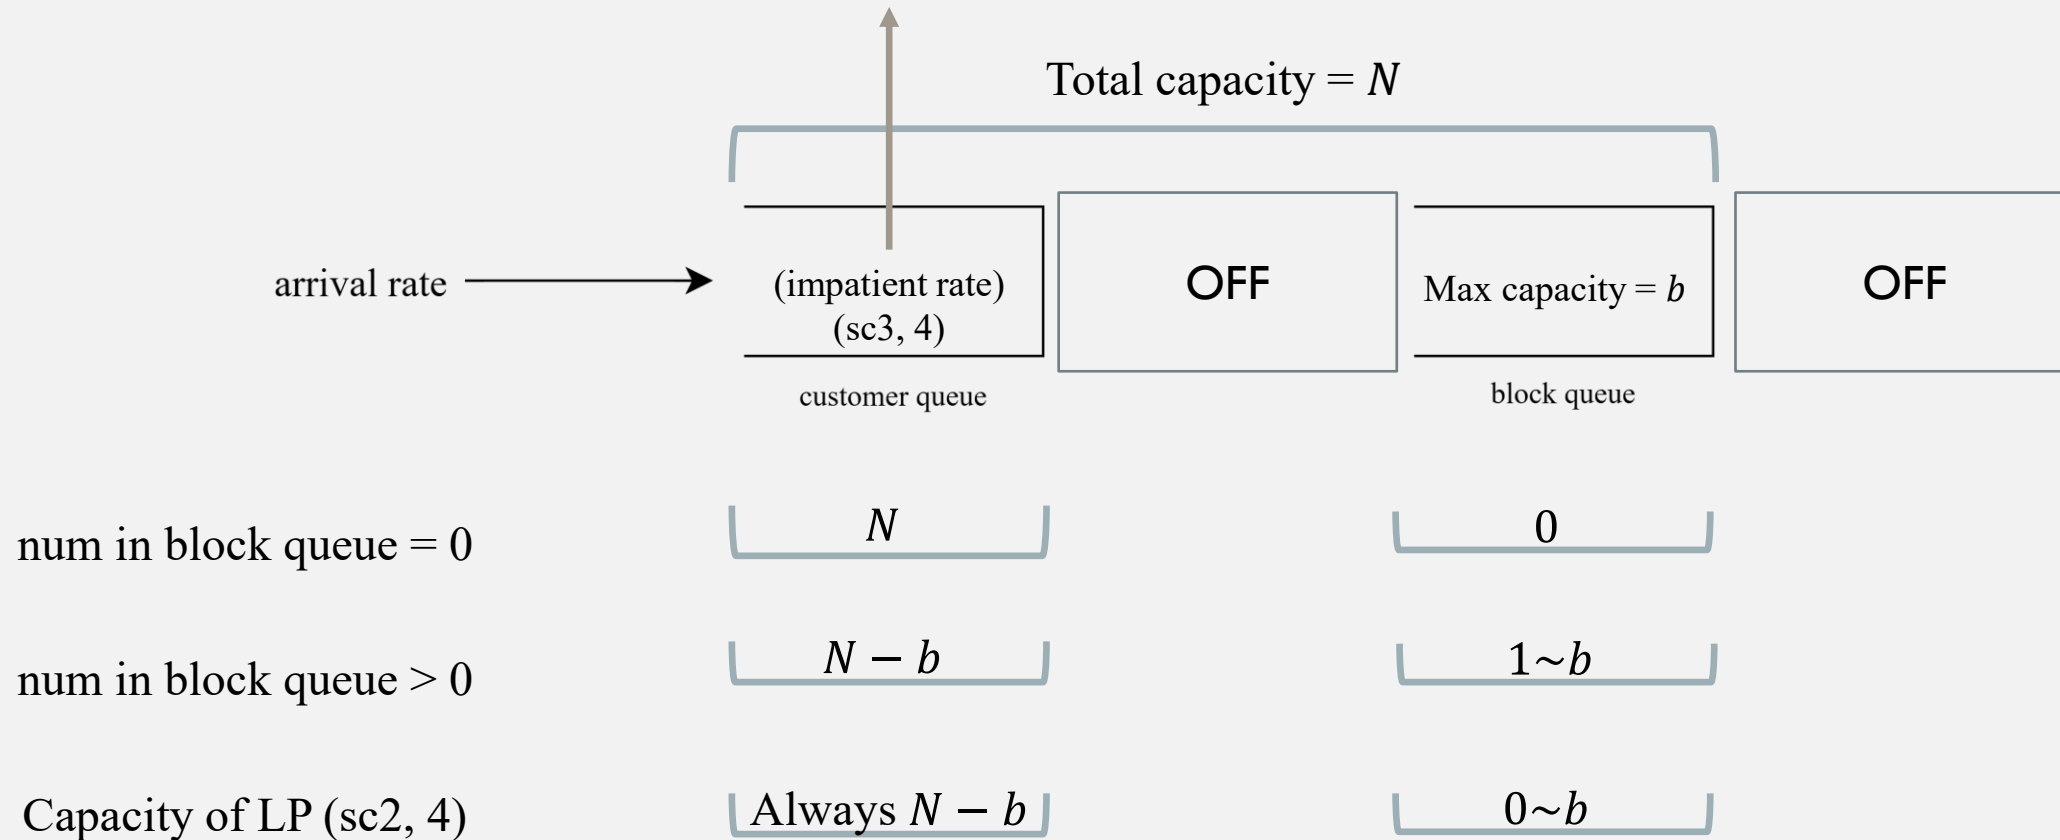 Total capacity = N
arrival rate
(impatient rate)
(sc3, 4)
OFF
Max capacity = b
OFF
customer queue
block queue
num in block queue = 0
N
0
num in block queue > 0
N − b
1~b
Capacity of LP (sc2, 4)
Always N − b
0~b